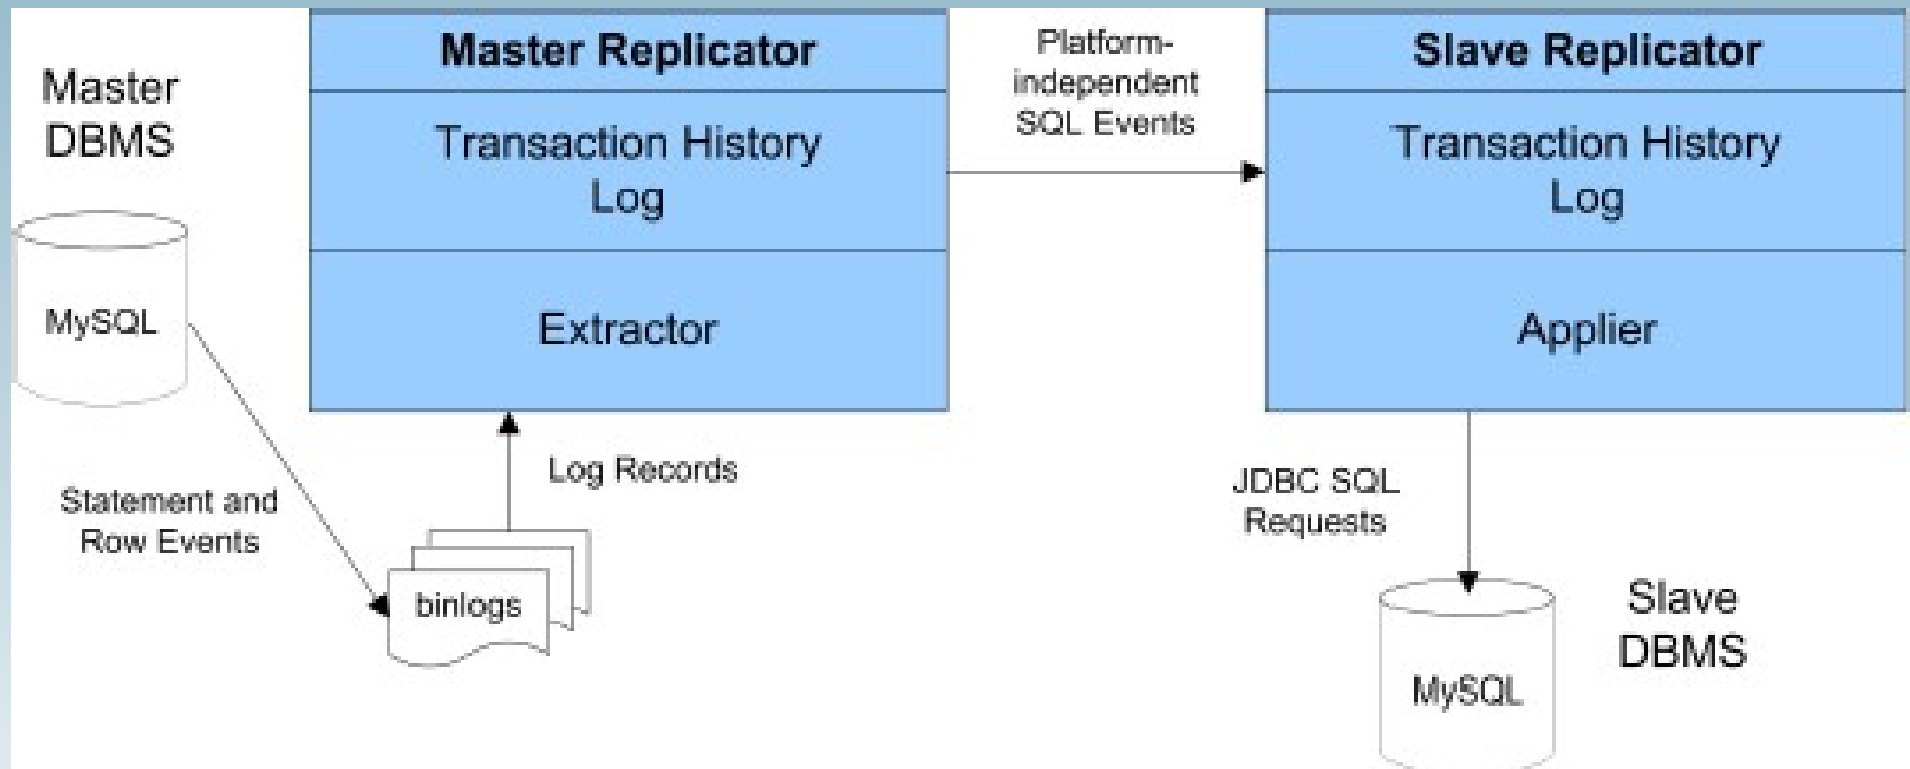 Master
DBMS
MySQL
Statement and
Row Events
binlogs
Log Records
Master Replicator
Transaction History
Log
Extractor
Platform-
independent
SQL Events
Slave Replicator
Transaction History
Log
Applier
JDBC SQL
Requests
MySQL
Slave
DBMS